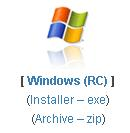 [ Windows (RC) ]
(Installer – exe)
(Archive – zip)